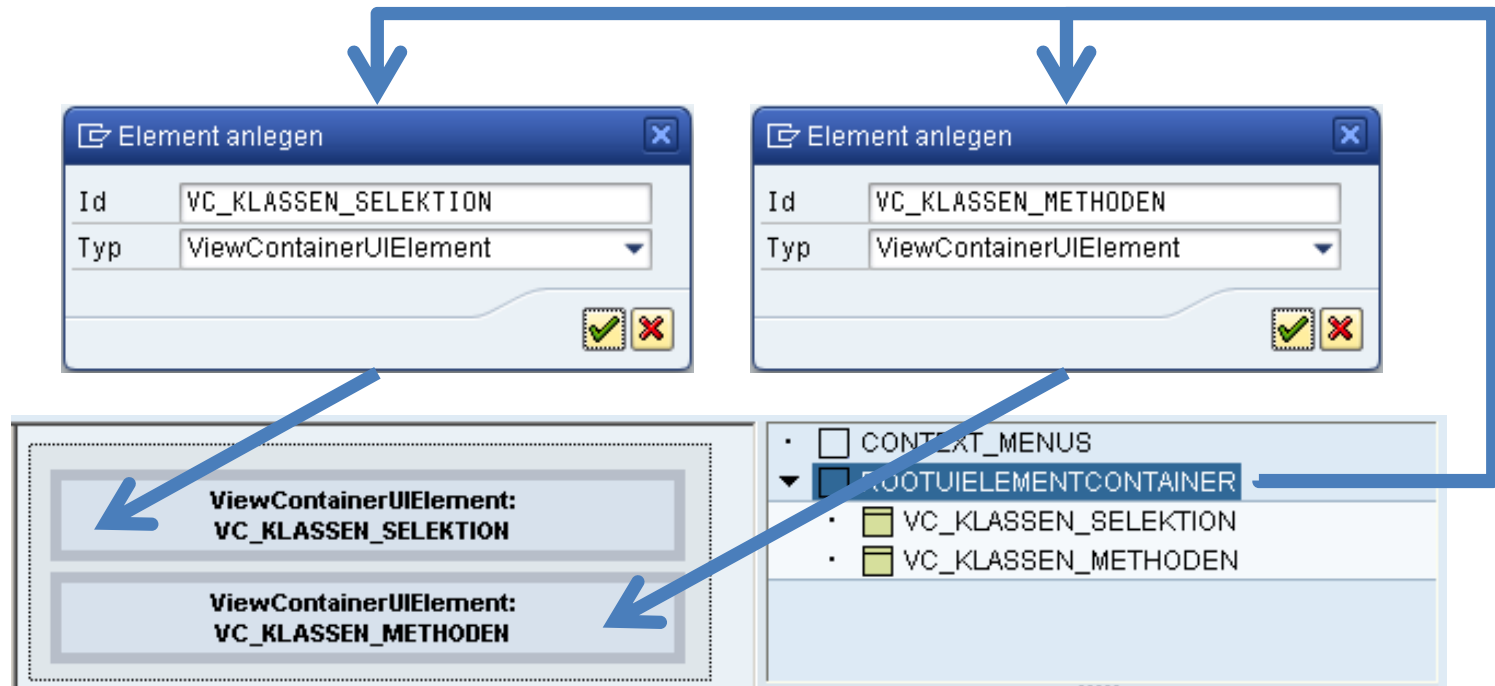 Element anlegen
Id VC_KLASSEN_SELEKTION
Typ ViewContainerUIElement
Element anlegen
Id VC_KLASSEN_METHODEN
Typ ViewContainerUIElement
ViewContainerUIElement:
VC_KLASSEN_SELEKTION
ViewContainerUIElement:
VC_KLASSEN_METHODEN
CONTEXT_MENUS
ROOTUIELEMENTCONTAINER
VC_KLASSEN_SELEKTION
VC_KLASSEN_METHODEN